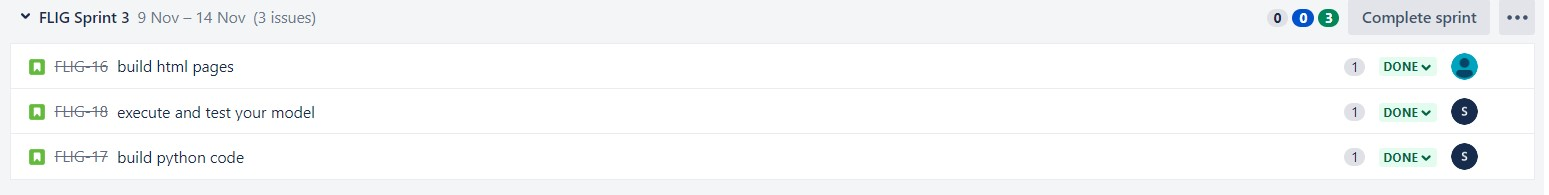 FLIG Sprint 3 9 Nov – 14 Nov (3 issues) 0 0 3 Complete sprint
FLIG-16 build html pages 1 DONE
FLIG-18 execute and test your model 1 DONE S
FLIG-17 build python code 1 DONE S